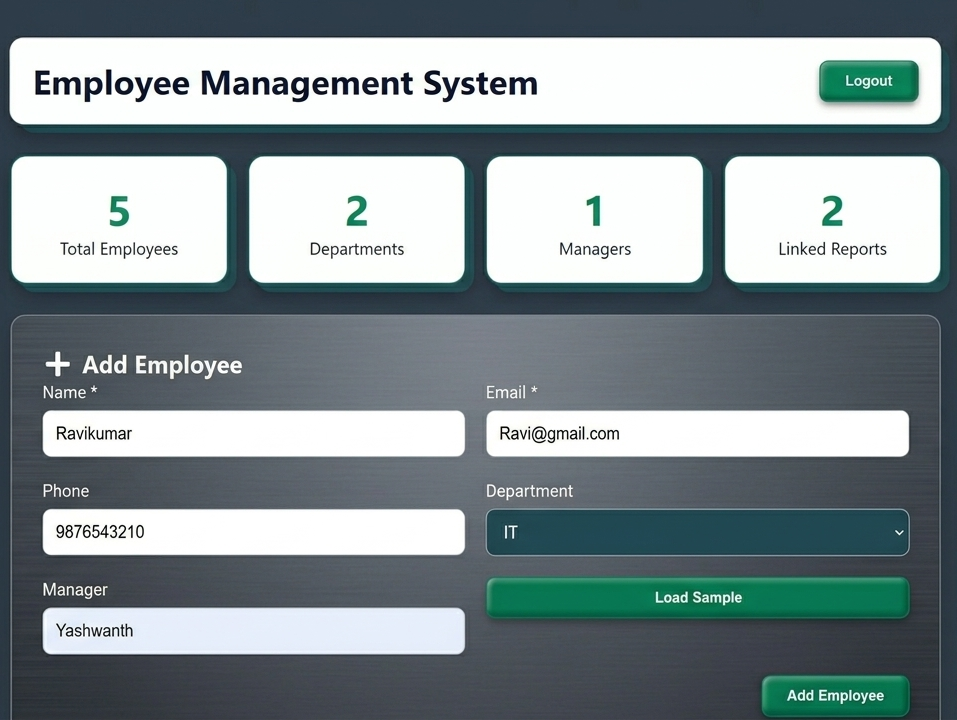 Employee Management System
Logout
5
Total Employees
2
Departments
1
Managers
2
Linked Reports
Add Employee
Name *
Email *
Ravikumar
Ravi@gmail.com
Phone
Department
9876543210
IT
Manager
Load Sample
Yashwanth
Add Employee